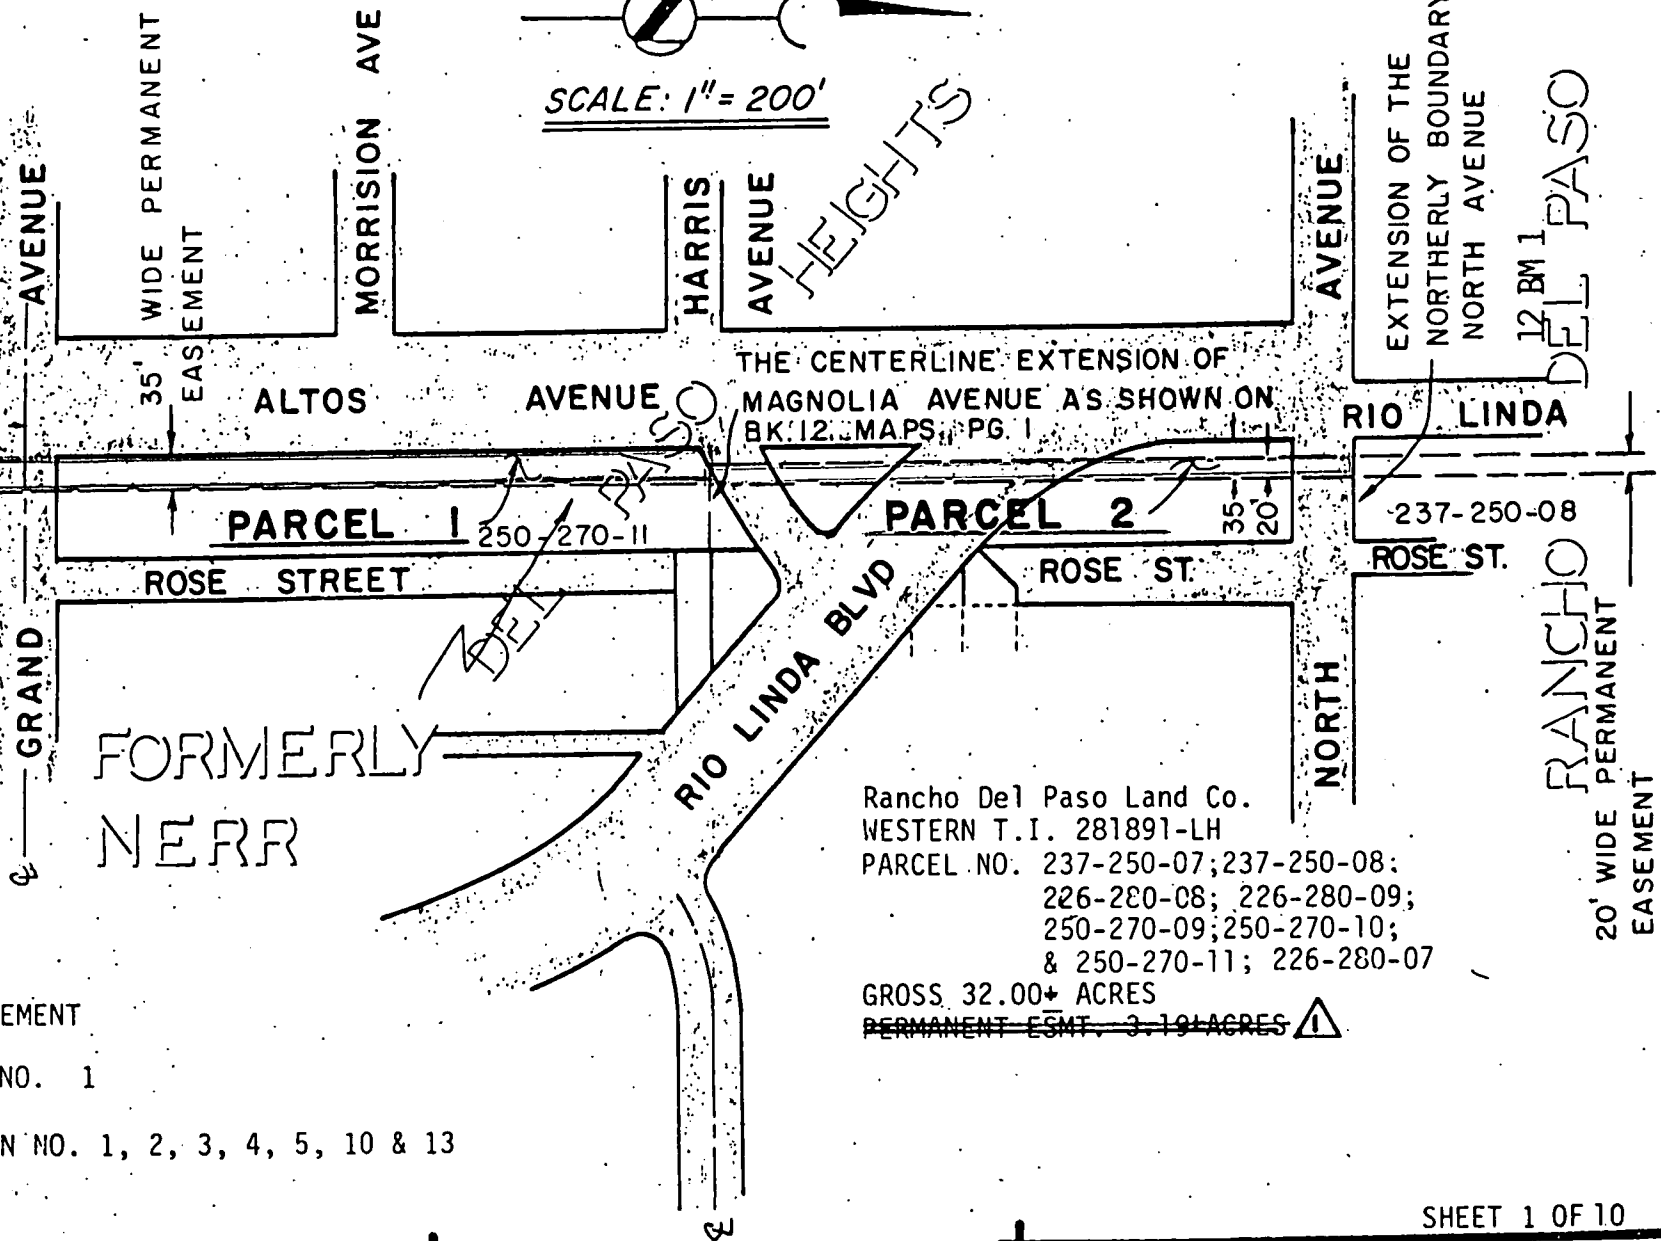 SCALE: 1" = 200'
35' WIDE PERMANENT
EASEMENT
MORRISION AVE
HARRIS
AVENUE
HEIGHTS
AVENUE
AVENUE
EXTENSION OF THE
NORTHERLY BOUNDARY
NORTH AVENUE
12 BM 1
DEL PASO
THE CENTERLINE EXTENSION OF
MAGNOLIA AVENUE AS SHOWN ON
BK. 12 MAPS, PG. 1
ALTOS AVENUE
RIO LINDA
PARCEL 1
250-270-11
PARCEL 2
35'
20'
237-250-08
ROSE STREET
ROSE ST.
ROSE ST.
DEL PASO
RIO LINDA BLVD
GRAND
NORTH
RANCHO
20' WIDE PERMANENT
EASEMENT
FORMERLY
NERR
Rancho Del Paso Land Co.
WESTERN T.I. 281891-LH
PARCEL NO. 237-250-07;237-250-08;
226-280-08; 226-280-09;
250-270-09;250-270-10;
& 250-270-11; 226-280-07
GROSS 32.00± ACRES
PERMANENT ESMT. 3.19±ACRES 1
EMENT
NO. 1
N NO. 1, 2, 3, 4, 5, 10 & 13
SHEET 1 OF 10